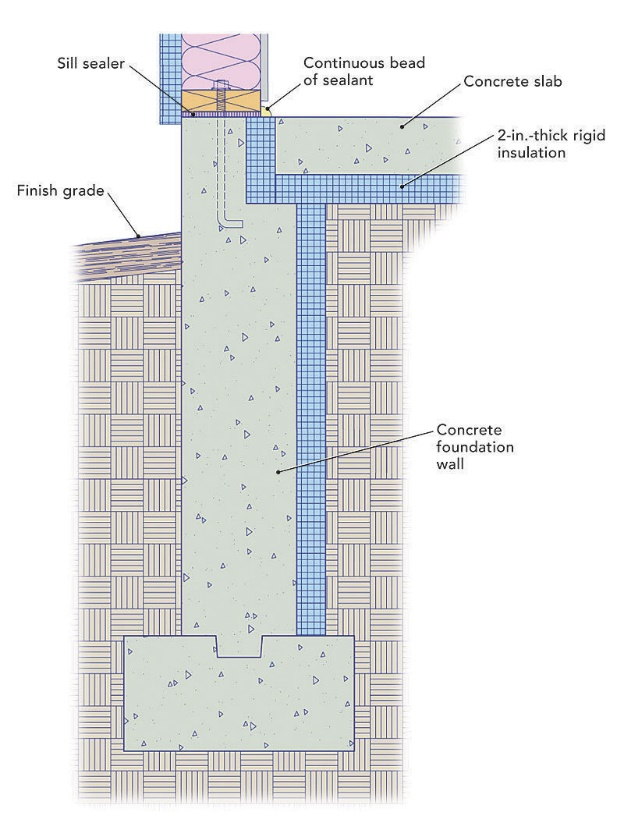 Sill sealer
Continuous bead
of sealant
Concrete slab
2-in.-thick rigid
insulation
Finish grade
Concrete
foundation
wall